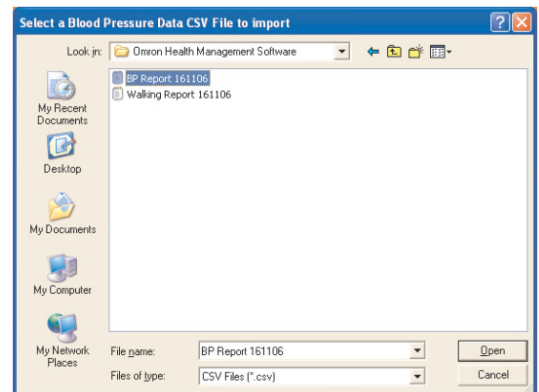 Select a Blood Pressure Data CSV File to import
Look in: Omron Health Management Software
BP Report 161106
Walking Report 161106
My Recent
Documents
Desktop
My Documents
My Computer
My Network
Places
File name: BP Report 161106 Open
Files of type: CSV Files (*.csv) Cancel